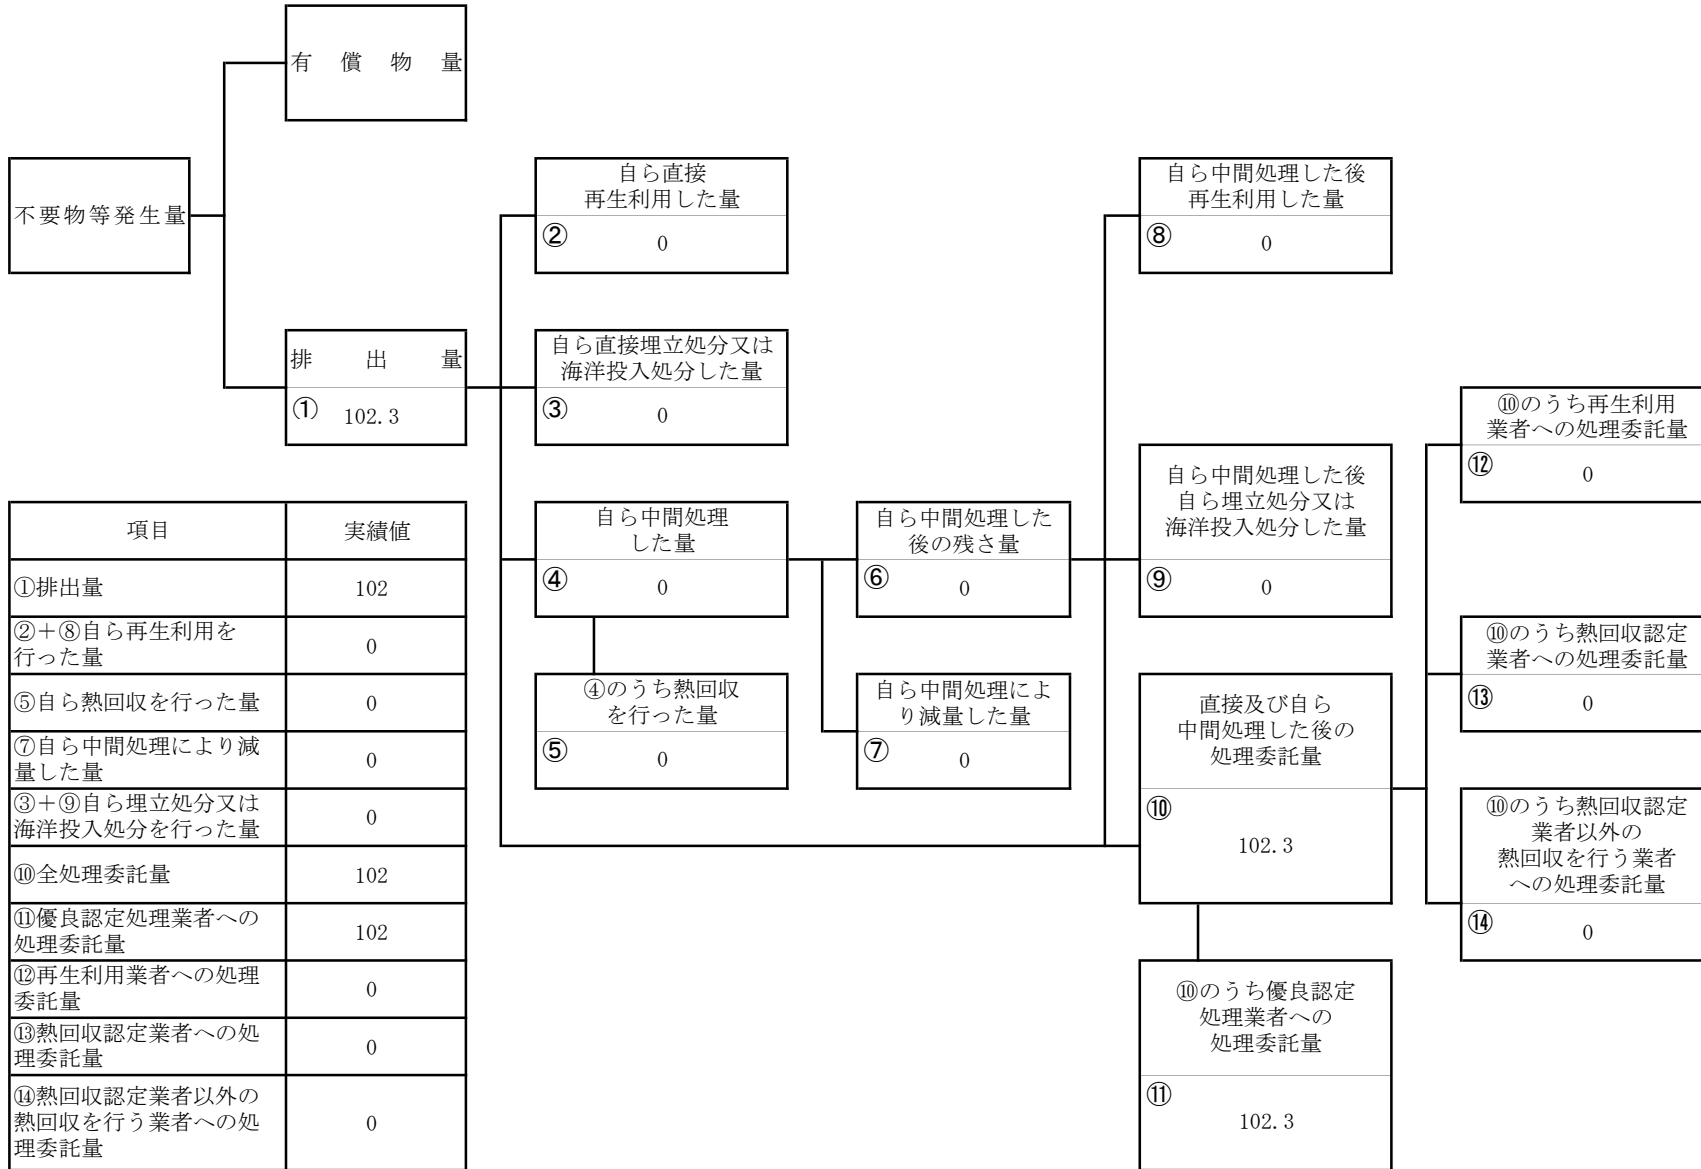 有償物量
不要物等発生量
排出量
① 102.3
自ら直接
再生利用した量
② 0
自ら直接埋立処分又は
海洋投入処分した量
③ 0
自ら中間処理
した量
④ 0
④のうち熱回収
を行った量
⑤ 0
自ら中間処理した
後の残さ量
⑥ 0
自ら中間処理によ
り減量した量
⑦ 0
自ら中間処理した後
再生利用した量
⑧ 0
自ら中間処理した後
自ら埋立処分又は
海洋投入処分した量
⑨ 0
直接及び自ら
中間処理した後の
処理委託量
⑩
102.3
⑩のうち優良認定
処理業者への
処理委託量
⑪
102.3
⑩のうち再生利用
業者への処理委託量
⑫ 0
⑩のうち熱回収認定
業者への処理委託量
⑬ 0
⑩のうち熱回収認定
業者以外の
熱回収を行う業者
への処理委託量
⑭ 0
項目 実績値
①排出量 102
②+⑧自ら再生利用を
行った量 0
⑤自ら熱回収を行った量 0
⑦自ら中間処理により減
量した量 0
③+⑨自ら埋立処分又は
海洋投入処分を行った量 0
⑩全処理委託量 102
⑪優良認定処理業者への
処理委託量 102
⑫再生利用業者への処理
委託量 0
⑬熱回収認定業者への処
理委託量 0
⑭熱回収認定業者以外の
熱回収を行う業者への処
理委託量 0